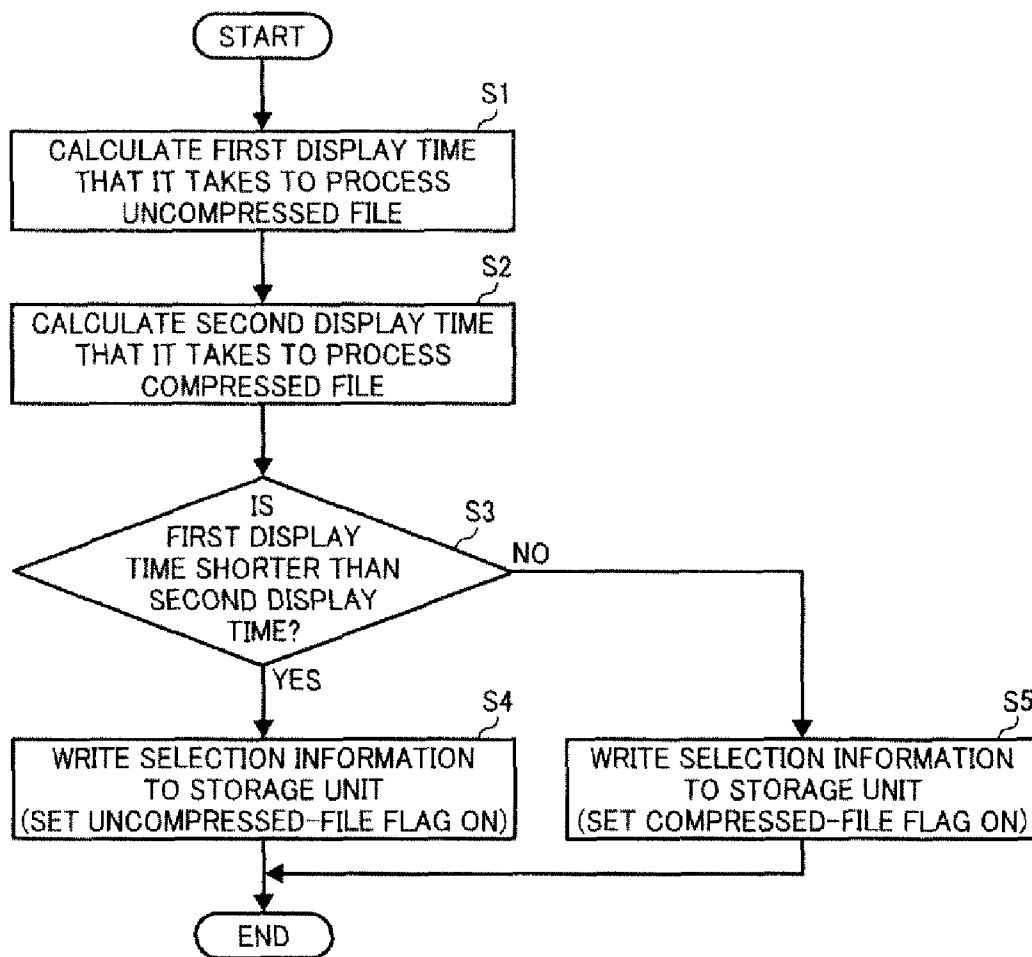 START
S1
CALCULATE FIRST DISPLAY TIME
THAT IT TAKES TO PROCESS
UNCOMPRESSED FILE
S2
CALCULATE SECOND DISPLAY TIME
THAT IT TAKES TO PROCESS
COMPRESSED FILE
S3
IS
FIRST DISPLAY
TIME SHORTER THAN
SECOND DISPLAY
TIME?
NO
YES
S4
WRITE SELECTION INFORMATION
TO STORAGE UNIT
(SET UNCOMPRESSED-FILE FLAG ON)
S5
WRITE SELECTION INFORMATION
TO STORAGE UNIT
(SET COMPRESSED-FILE FLAG ON)
END